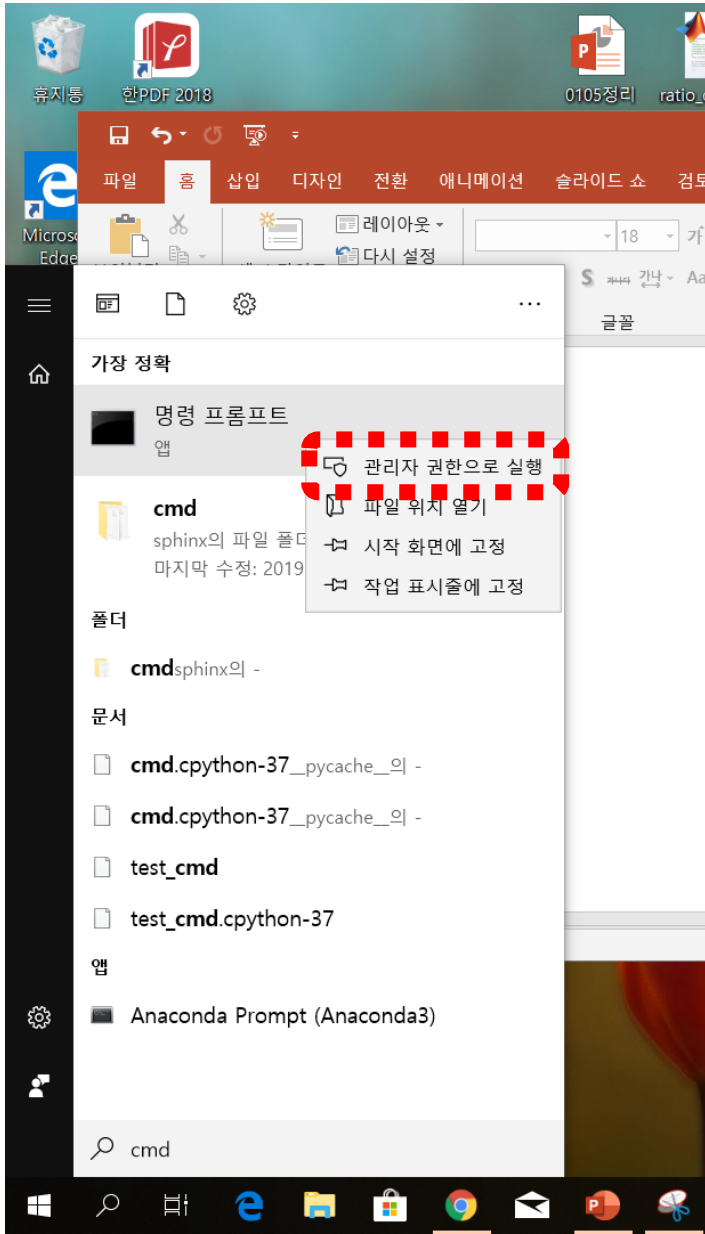 휴지통
한PDF 2018
0105정리
파일 홈 삽입 디자인 전환 애니메이션 슬라이드 쇼
Edge
레이아웃
다시 설정
18
가
S
간나
Aa
글꼴
가장 정확
명령 프롬프트
앱
관리자 권한으로 실행
파일 위치 열기
시작 화면에 고정
작업 표시줄에 고정
cmd
sphinx의 파일
마지막 수정: 2019
폴더
cmdsphinx의 -
문서
cmd.cpython-37__pycache__의 -
cmd.cpython-37__pycache__의 -
test_cmd
test_cmd.cpython-37
앱
Anaconda Prompt (Anaconda3)
cmd